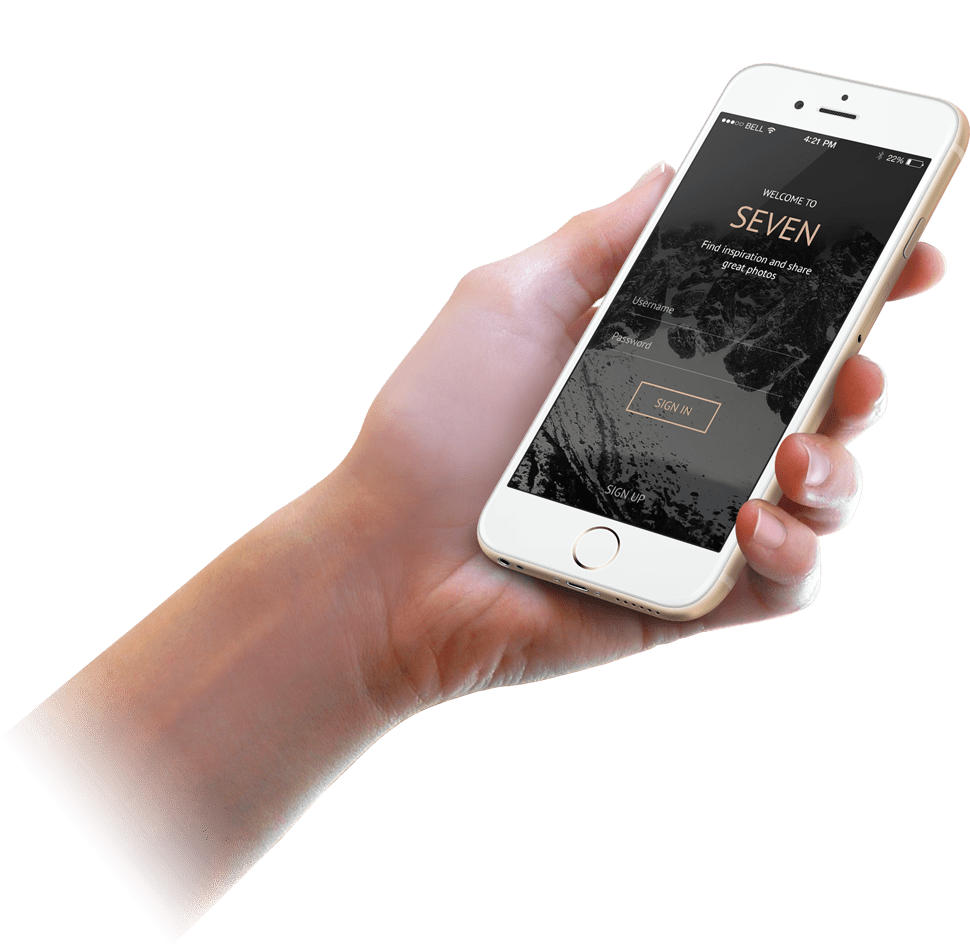 BELL 4:21 PM 22%
WELCOME TO
SEVEN
Find inspiration and share
great photos
Username
Password
SIGN IN
SIGN UP